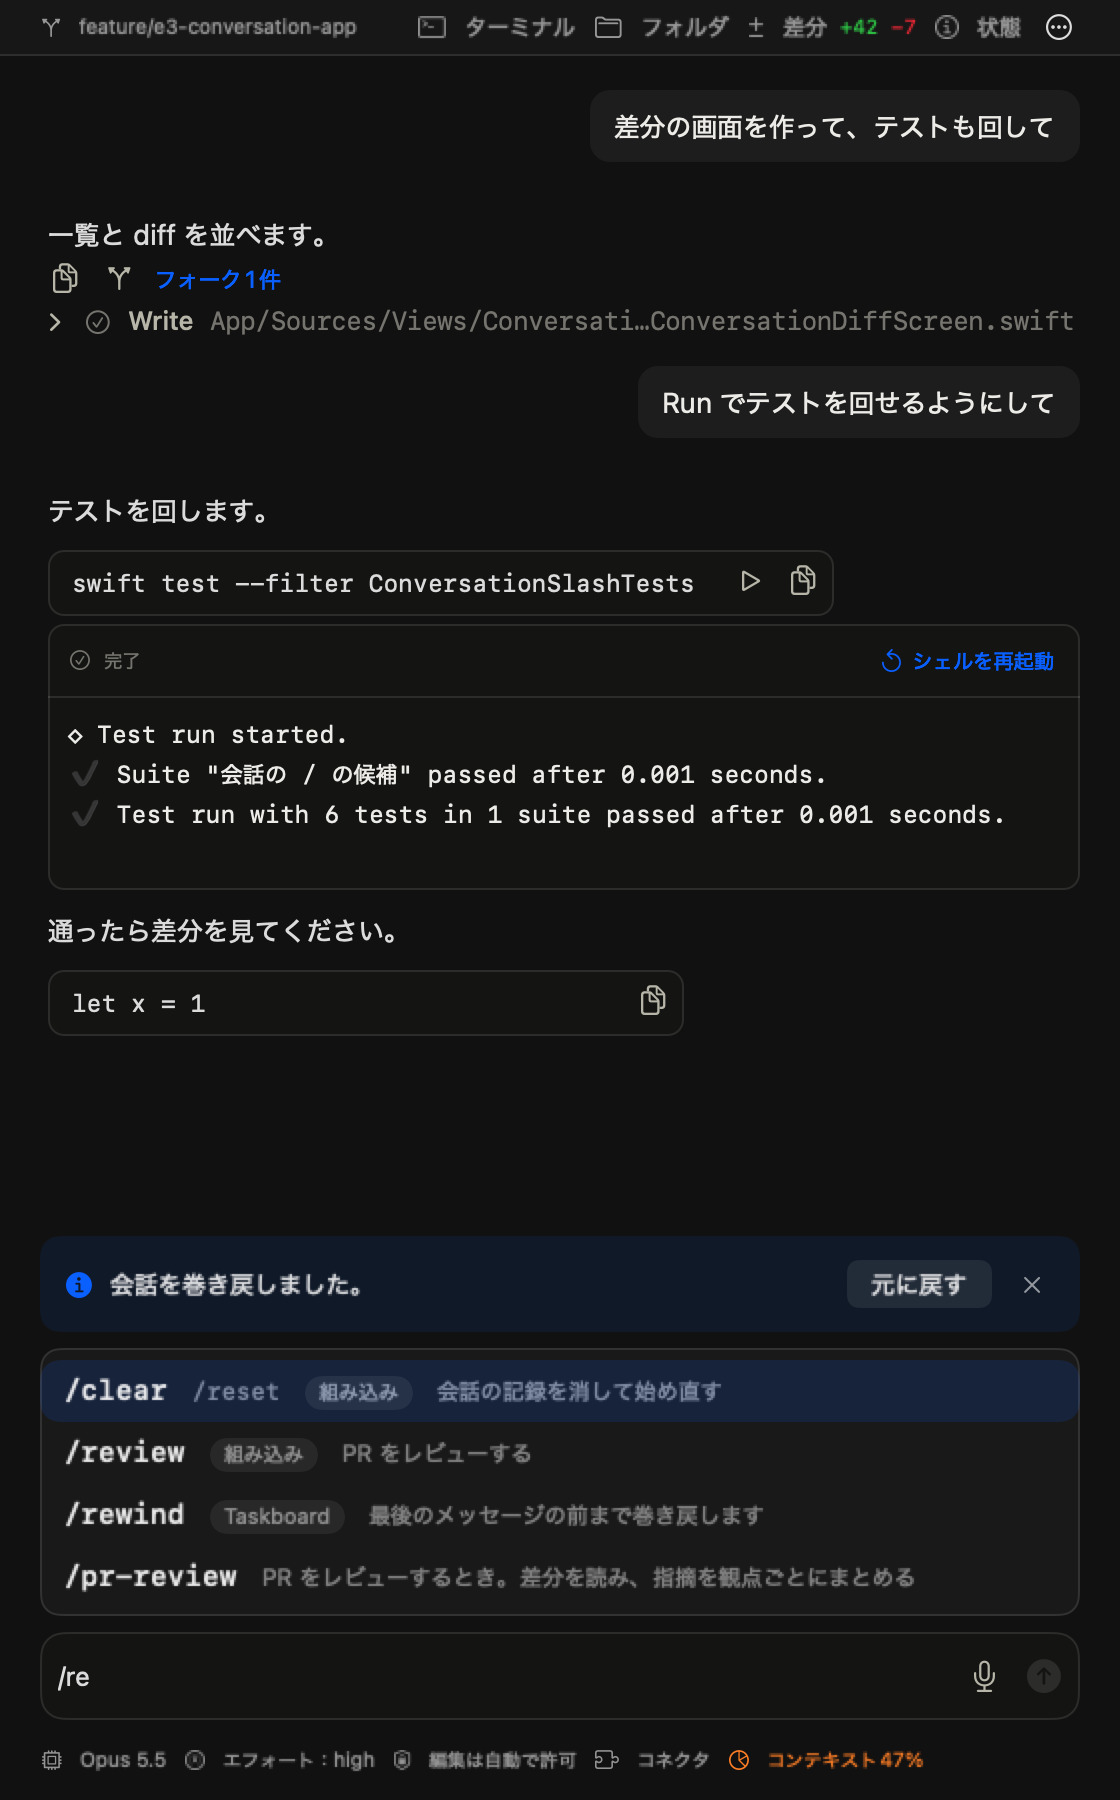 feature/e3-conversation-app ターミナル フォルダ 差分 +42 −7 状態
差分の画面を作って、テストも回して
一覧と diff を並べます。
フォーク1件
Write App/Sources/Views/Conversati…ConversationDiffScreen.swift
Run でテストを回せるようにして
テストを回します。
swift test --filter ConversationSlashTests
完了 シェルを再起動
◇ Test run started.
✔ Suite "会話の / の候補" passed after 0.001 seconds.
✔ Test run with 6 tests in 1 suite passed after 0.001 seconds.
通ったら差分を見てください。
let x = 1
会話を巻き戻しました。 元に戻す
/clear /reset 組み込み 会話の記録を消して始め直す
/review 組み込み PR をレビューする
/rewind Taskboard 最後のメッセージの前まで巻き戻します
/pr-review PR をレビューするとき。差分を読み、指摘を観点ごとにまとめる
/re
Opus 5.5 エフォート：high 編集は自動で許可 コネクタ コンテキスト 47%